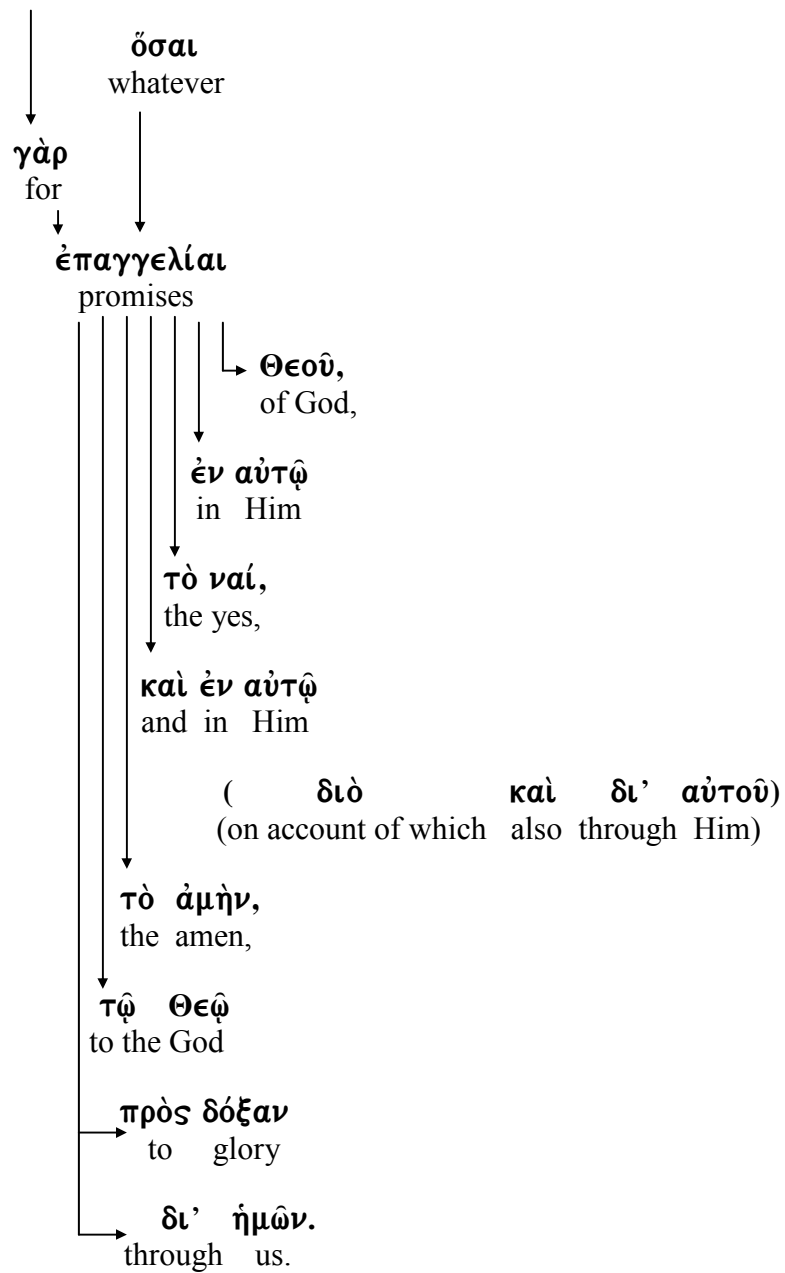 ὅσαι
whatever
γὰρ
for
ἐπαγγελίαι
promises
Θεοῦ,
of God,
ἐν αὐτῷ
in Him
τὸ ναί,
the yes,
καὶ ἐν αὐτῷ
and in Him
( διὸ καὶ δι’ αὐτοῦ)
(on account of which also through Him)
τὸ ἀμὴν,
the amen,
τῷ Θεῷ
to the God
πρὸς δόξαν
to glory
δι’ ἡμῶν.
through us.